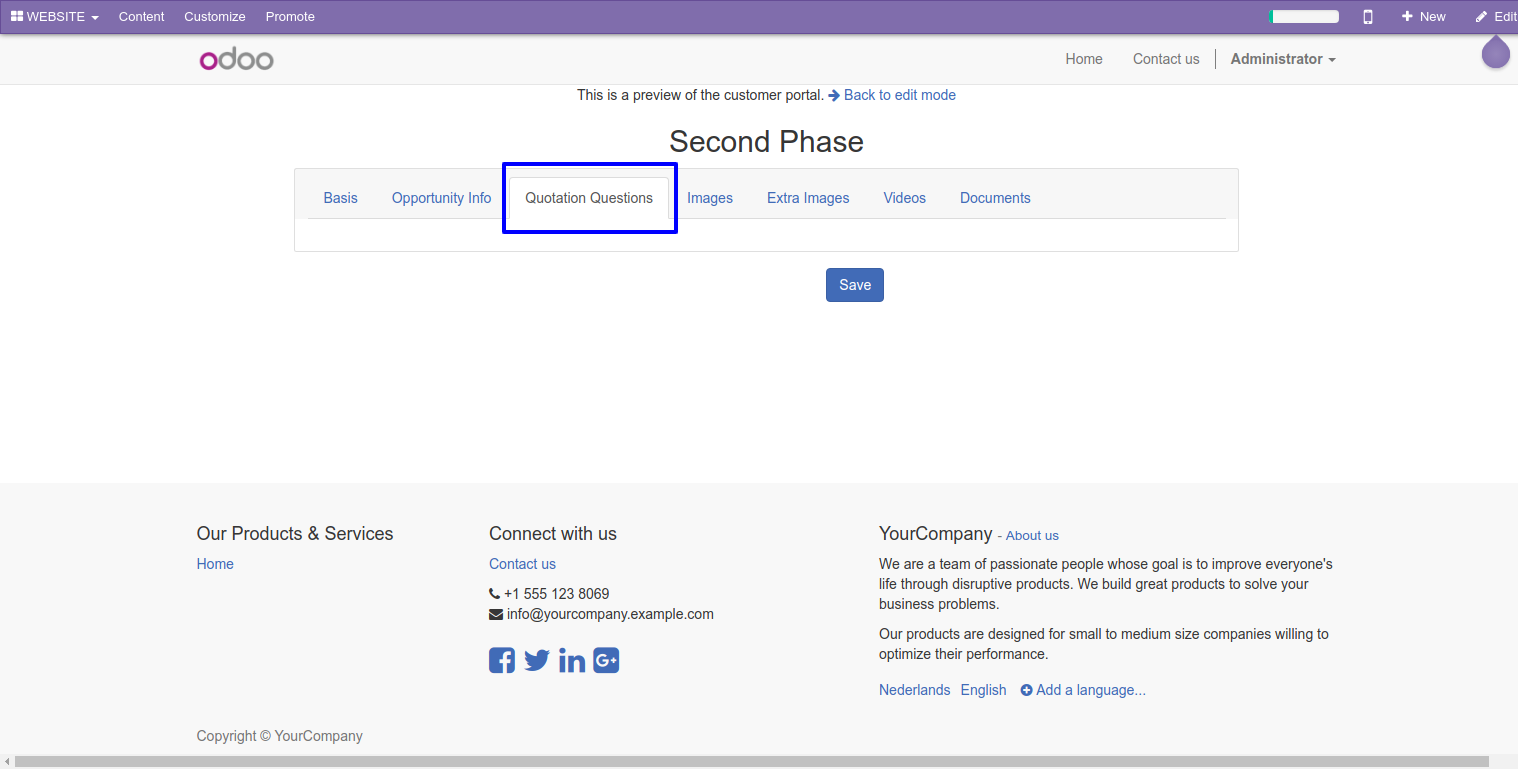 WEBSITE Content Customize Promote New Edit
odoo Home Contact us Administrator
This is a preview of the customer portal. Back to edit mode
Second Phase
Basis Opportunity Info Quotation Questions Images Extra Images Videos Documents
Save
Our Products & Services
Home
Connect with us
Contact us
+1 555 123 8069
info@yourcompany.example.com
YourCompany - About us
We are a team of passionate people whose goal is to improve everyone's
life through disruptive products. We build great products to solve your
business problems.
Our products are designed for small to medium size companies willing to
optimize their performance.
Nederlands English Add a language...
Copyright © YourCompany